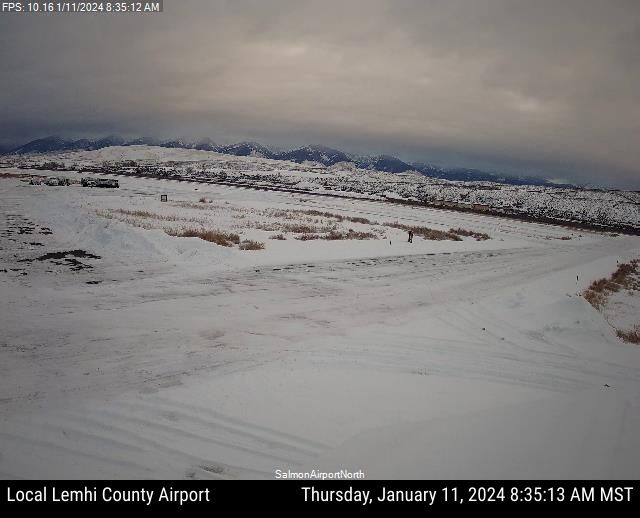 FPS: 10.16 1/11/2024 8:35:12 AM
SalmonAirportNorth
Local Lemhi County Airport Thursday, January 11, 2024 8:35:13 AM MST